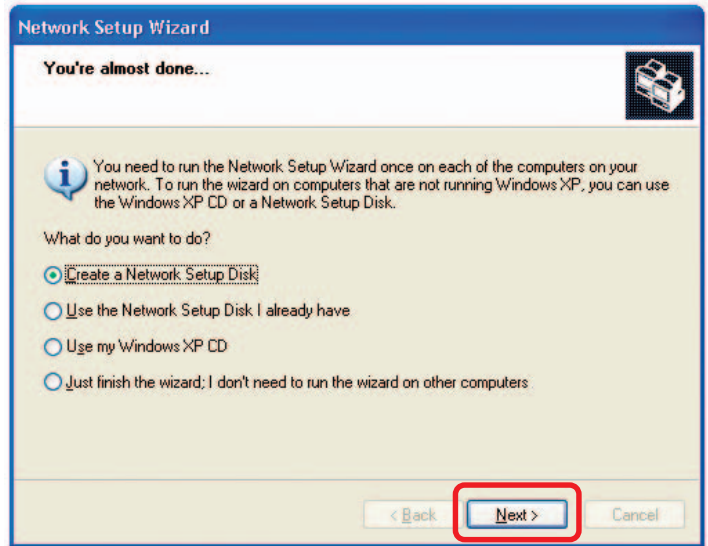 Network Setup Wizard
You're almost done...
You need to run the Network Setup Wizard once on each of the computers on your
network. To run the wizard on computers that are not running Windows XP, you can use
the Windows XP CD or a Network Setup Disk.
What do you want to do?
Create a Network Setup Disk
Use the Network Setup Disk I already have
Use my Windows XP CD
Just finish the wizard; I don't need to run the wizard on other computers
< Back Next > Cancel